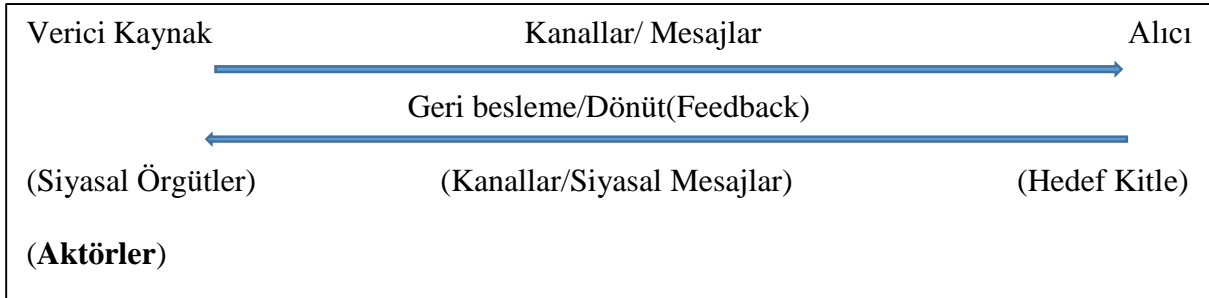 Verici Kaynak Kanallar/ Mesajlar Alıcı
Geri besleme/Dönüt(Feedback)
(Siyasal Örgütler) (Kanallar/Siyasal Mesajlar) (Hedef Kitle)
(Aktörler)